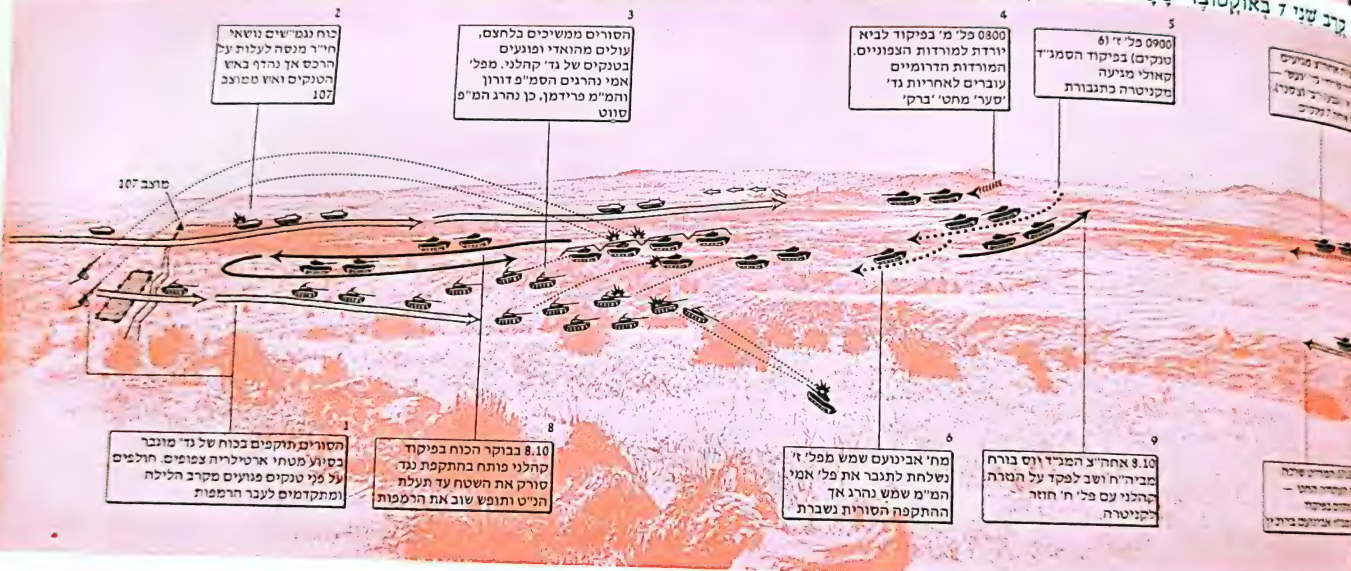 קרב שני 7 באוקטובר
2
כוח נגמ״שים נושאי
חי״ר מנסה לעלות על
הרכס אך נהדף באש
הטנקים ואש ממוצב
107
3
הסורים ממשיכים בלחצם,
עולים מהואדי ופוגעים
בטנקים של גד׳ קהלני. מפל׳
אמי נהרגים הסמ״פ דורון
והמ״מ פרידמן, כן נהרג המ״פ
סווט
4
0800 פל׳ מ׳ בפיקוד לביא
יורדת למורדות הצפוניים.
המורדות הדרומיים
עוברים לאחריות גד׳
׳סער׳ מחט׳ ׳ברק׳
5
0900 פל׳ ז׳ (6
טנקים) בפיקוד הסמג״ד
קאולי מגיעה
מקניטרה כתגבורת
מוצב 107
1
הסורים תוקפים בכוח של גד׳ מוגבר
בסיוע מטחי ארטילריה צפופים. חולפים
על פני טנקים פגועים מקרב הלילה
ומתקדמים לעבר הרמפות
8
8.10 בבוקר הכוח בפיקוד
קהלני פותח בהתקפת נגד.
סורק את השטח עד תעלת
הנ״ט ותופש שוב את הרמפות
6
מח׳ אבינועם שמש מפל׳ ז׳
נשלחת לתגבר את פל׳ אמי.
המ״מ שמש נהרג אך
ההתקפה הסורית נשברת
9
8.10 אחה״צ המג״ד יוס בורח
מביה״ח ושב לפקד על הגזרה.
קהלני עם פל׳ ח׳ חוזר
לקניטרה.